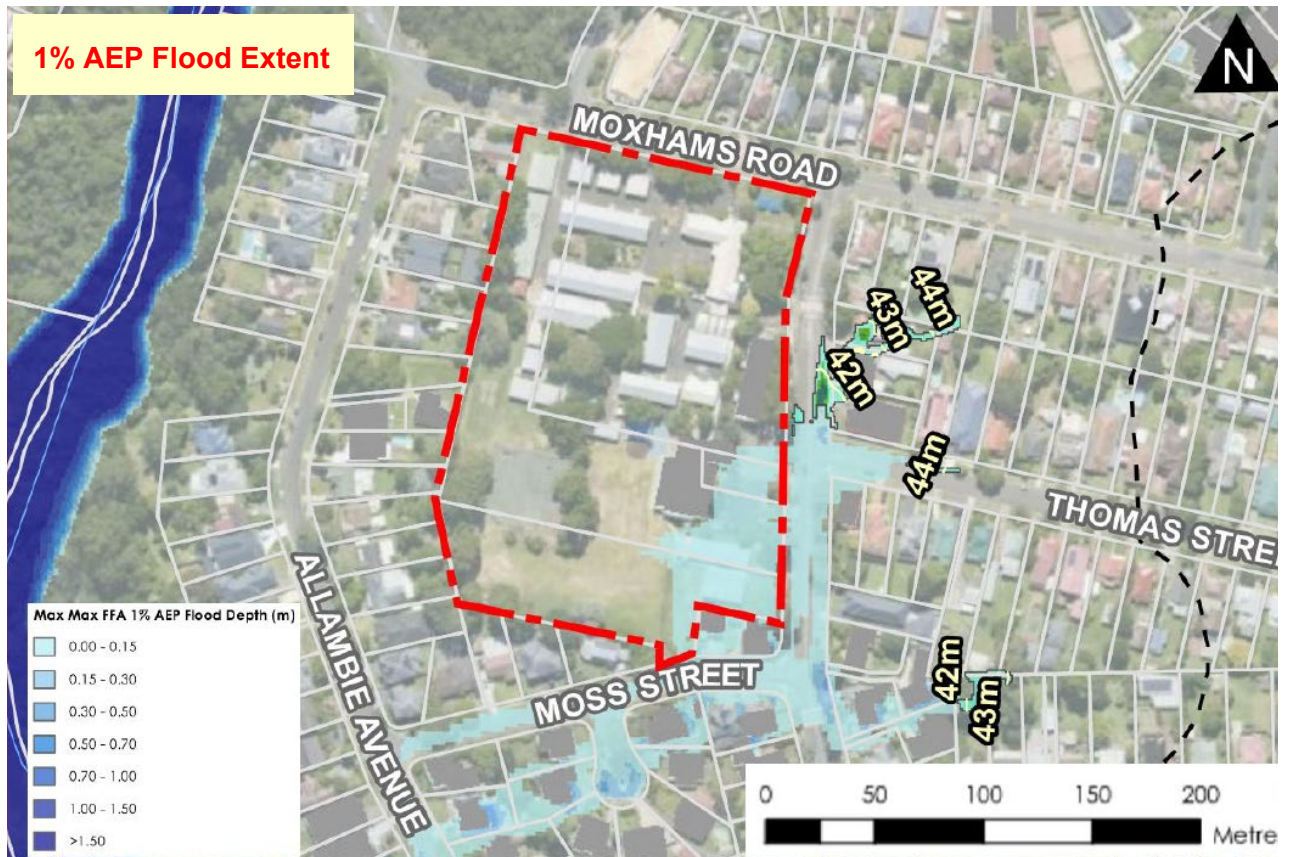 1% AEP Flood Extent
N
MOXHAMS ROAD
44m
43m
42m
44m
THOMAS STRE
ALLAMBIE AVENUE
MOSS STREET
42m
43m
Max Max FFA 1% AEP Flood Depth (m)
0.00 - 0.15
0.15 - 0.30
0.30 - 0.50
0.50 - 0.70
0.70 - 1.00
1.00 - 1.50
>1.50
0 50 100 150 200
Metre